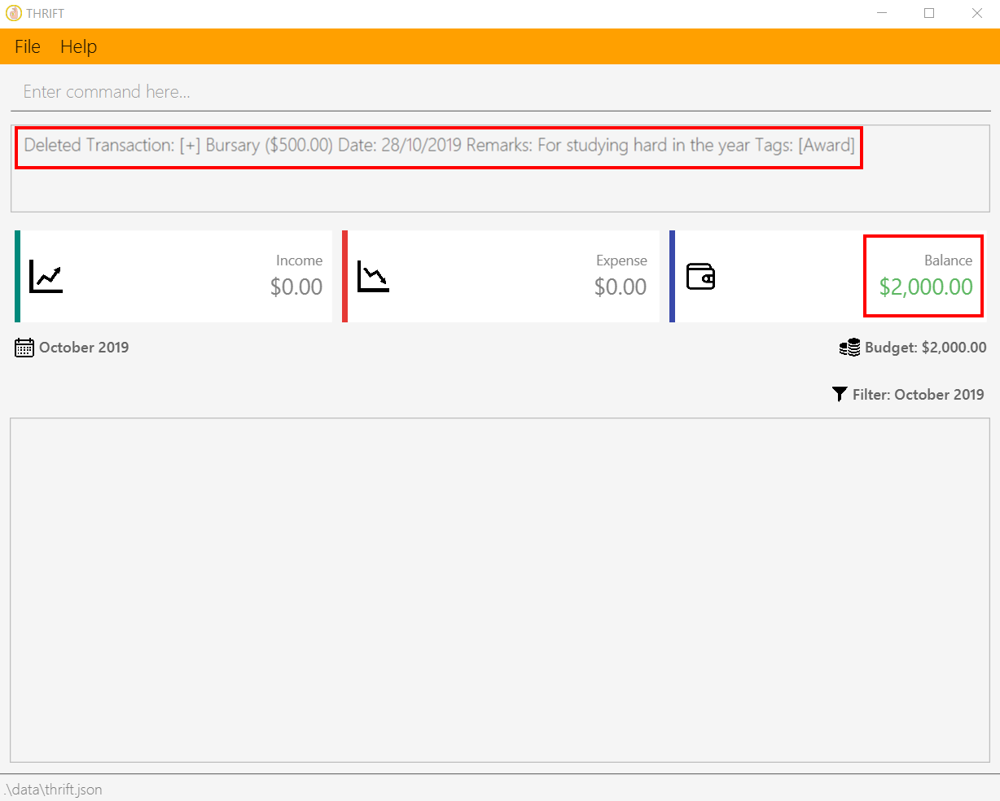 THRIFT
File Help
Enter command here...
Deleted Transaction: [+] Bursary ($500.00) Date: 28/10/2019 Remarks: For studying hard in the year Tags: [Award]
Income
$0.00
Expense
$0.00
Balance
$2,000.00
October 2019
Budget: $2,000.00
Filter: October 2019
.\data\thrift.json